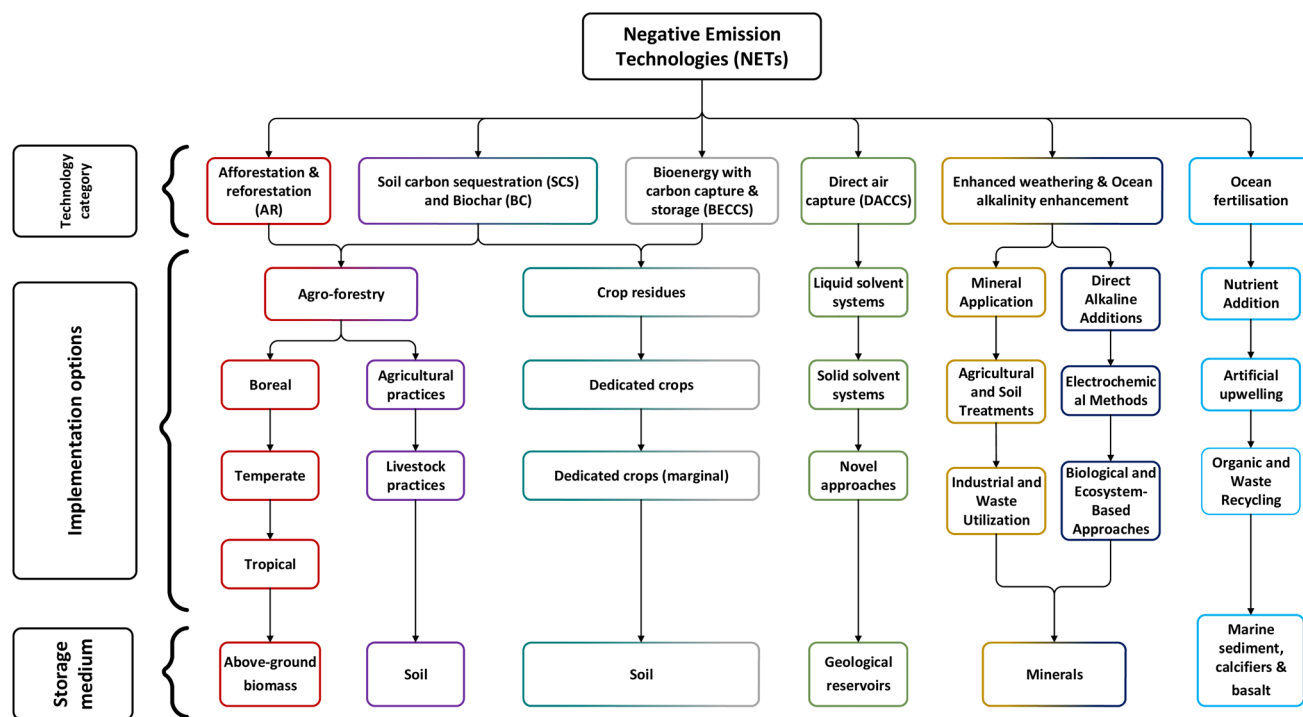 Negative Emission
Technologies (NETs)
Technology
category
Afforestation &
reforestation
(AR)
Soil carbon sequestration (SCS)
and Biochar (BC)
Bioenergy with
carbon capture &
storage (BECCS)
Direct air
capture (DACCS)
Enhanced weathering & Ocean
alkalinity enhancement
Ocean
fertilisation
Implementation options
Agro-forestry
Crop residues
Liquid solvent
systems
Mineral
Application
Direct
Alkaline
Additions
Nutrient
Addition
Boreal
Agricultural
practices
Dedicated crops
Solid solvent
systems
Agricultural
and Soil
Treatments
Electrochemic
al Methods
Artificial
upwelling
Temperate
Livestock
practices
Dedicated crops (marginal)
Novel
approaches
Industrial and
Waste
Utilization
Biological and
Ecosystem-
Based
Approaches
Organic and
Waste
Recycling
Tropical
Storage
medium
Above-ground
biomass
Soil
Soil
Geological
reservoirs
Minerals
Marine
sediment,
calcifiers &
basalt